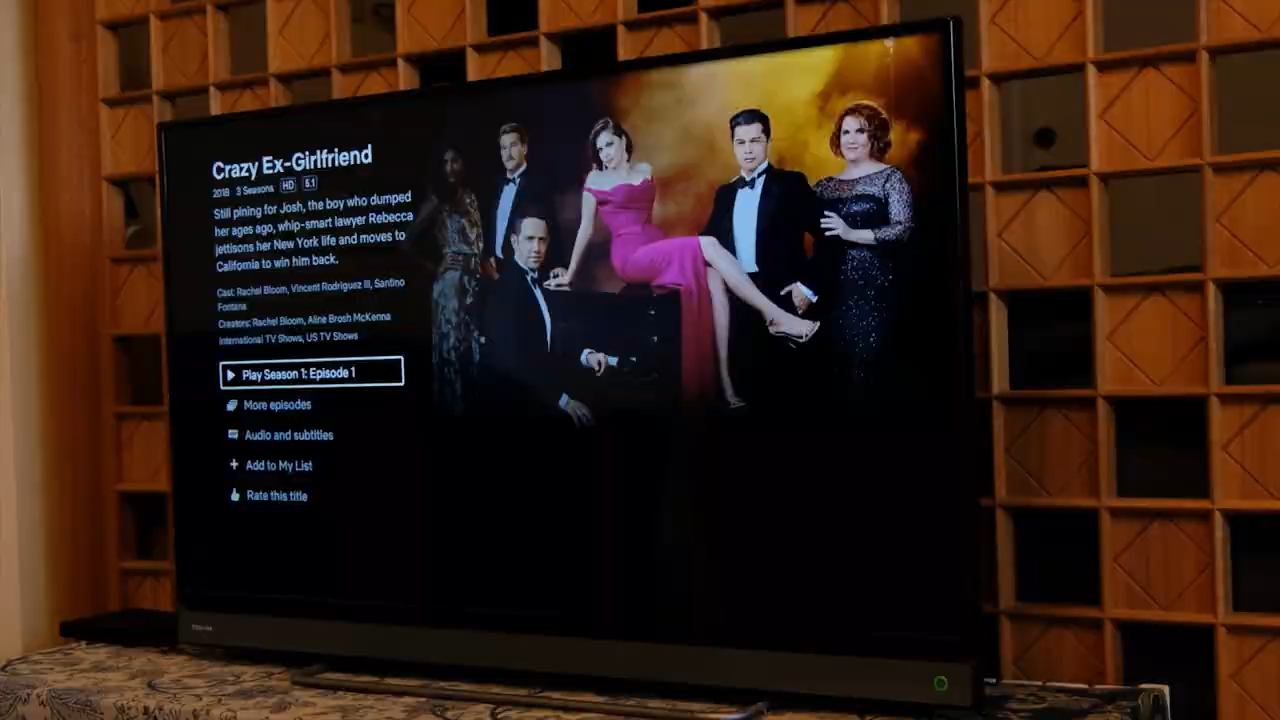 Crazy Ex-Girlfriend
2018 3 Seasons HD 5.1
Still pining for Josh, the boy who dumped
her ages ago, whip-smart lawyer Rebecca
jettisons her New York life and moves to
California to win him back.
Cast: Rachel Bloom, Vincent Rodriguez III, Santino
Fontana
Creators: Rachel Bloom, Aline Brosh McKenna
International TV Shows, US TV Shows
Play Season 1: Episode 1
More episodes
Audio and subtitles
Add to My List
Rate this title
TOSHIBA